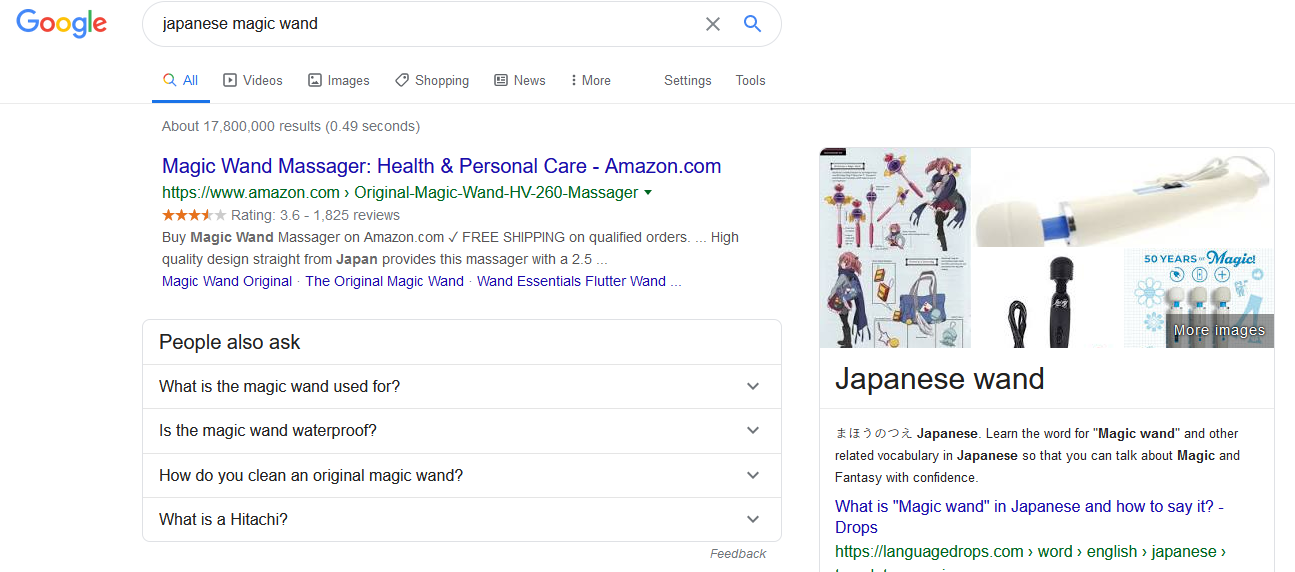 Google
japanese magic wand
All
Videos
Images
Shopping
News
More
Settings
Tools
About 17,800,000 results (0.49 seconds)
Magic Wand Massager: Health & Personal Care - Amazon.com
https://www.amazon.com › Original-Magic-Wand-HV-260-Massager
Rating: 3.6 - 1,825 reviews
Buy Magic Wand Massager on Amazon.com ✓ FREE SHIPPING on qualified orders. ... High
quality design straight from Japan provides this massager with a 2.5 ...
Magic Wand Original · The Original Magic Wand · Wand Essentials Flutter Wand ...
People also ask
What is the magic wand used for?
Is the magic wand waterproof?
How do you clean an original magic wand?
What is a Hitachi?
Feedback
50 YEARS of Magic!
More images
Japanese wand
まほうのつえ Japanese. Learn the word for "Magic wand" and other
related vocabulary in Japanese so that you can talk about Magic and
Fantasy with confidence.
What is "Magic wand" in Japanese and how to say it? -
Drops
https://languagedrops.com › word › english › japanese ›